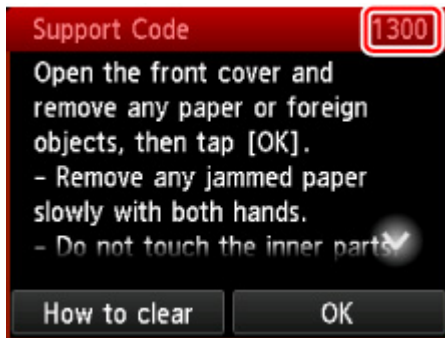 Support Code 1300
Open the front cover and
remove any paper or foreign
objects, then tap [OK].
- Remove any jammed paper
slowly with both hands.
- Do not touch the inner parts.
How to clear OK